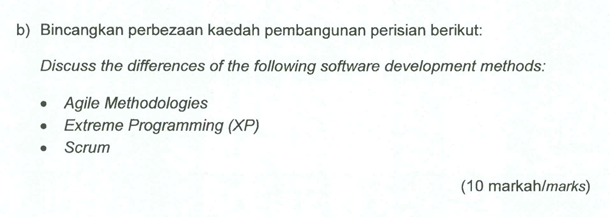 b) Bincangkan perbezaan kaedah pembangunan perisian berikut:
Discuss the differences of the following software development methods:
• Agile Methodologies
• Extreme Programming (XP)
• Scrum
(10 markah/marks)